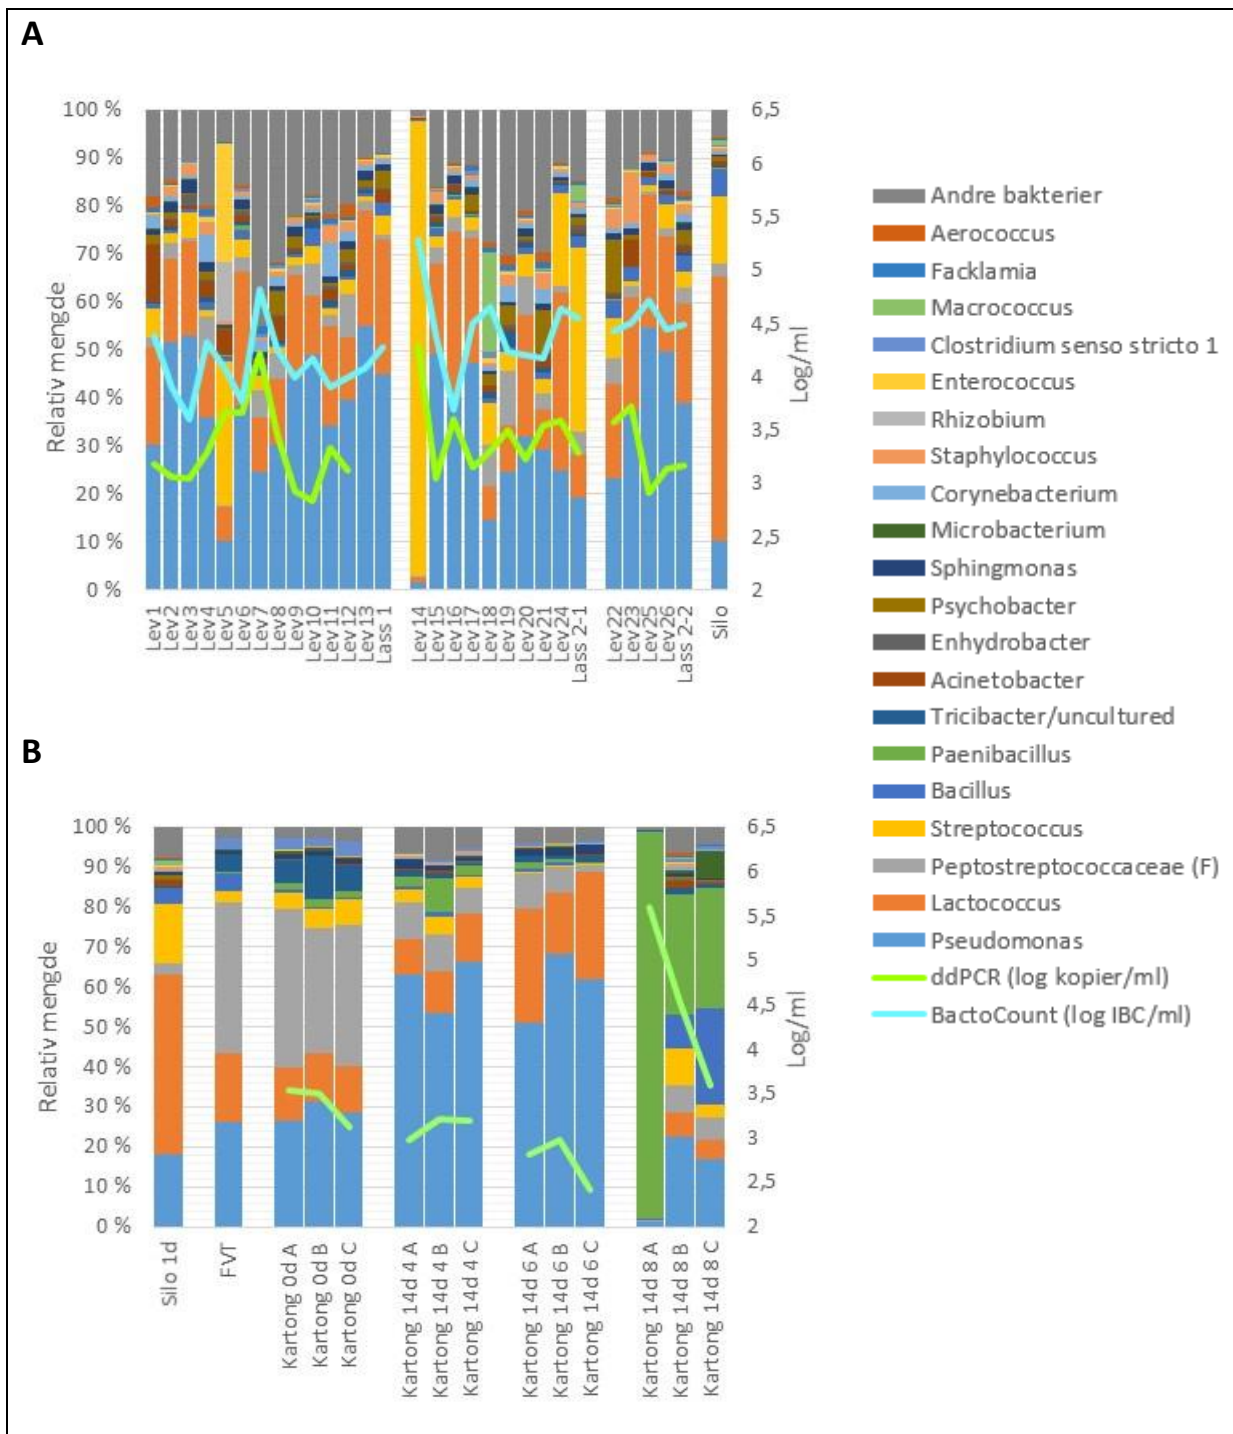 A
100 %
90 %
80 %
70 %
60 %
50 %
40 %
30 %
20 %
10 %
0 %
Relativ mengde
6,5
6
5,5
5
4,5
4
3,5
3
2,5
2
Log/ml
Lev1
Lev2
Lev3
Lev4
Lev5
Lev6
Lev7
Lev8
Lev9
Lev10
Lev11
Lev12
Lev13
Lass 1
Lev14
Lev15
Lev16
Lev17
Lev18
Lev19
Lev20
Lev21
Lev24
Lass 2-1
Lev22
Lev23
Lev25
Lev26
Lass 2-2
Silo
Andre bakterier
Aerococcus
Facklamia
Macrococcus
Clostridium senso stricto 1
Enterococcus
Rhizobium
Staphylococcus
Corynebacterium
Microbacterium
Sphingmonas
Psychobacter
Enhydrobacter
Acinetobacter
Tricibacter/uncultured
Paenibacillus
Bacillus
Streptococcus
Peptostreptococcaceae (F)
Lactococcus
Pseudomonas
ddPCR (log kopier/ml)
BactoCount (log IBC/ml)
B
100 %
90 %
80 %
70 %
60 %
50 %
40 %
30 %
20 %
10 %
0 %
Relativ mengde
6,5
6
5,5
5
4,5
4
3,5
3
2,5
2
Log/ml
Silo 1d
FVT
Kartong 0d A
Kartong 0d B
Kartong 0d C
Kartong 14d 4 A
Kartong 14d 4 B
Kartong 14d 4 C
Kartong 14d 6 A
Kartong 14d 6 B
Kartong 14d 6 C
Kartong 14d 8 A
Kartong 14d 8 B
Kartong 14d 8 C